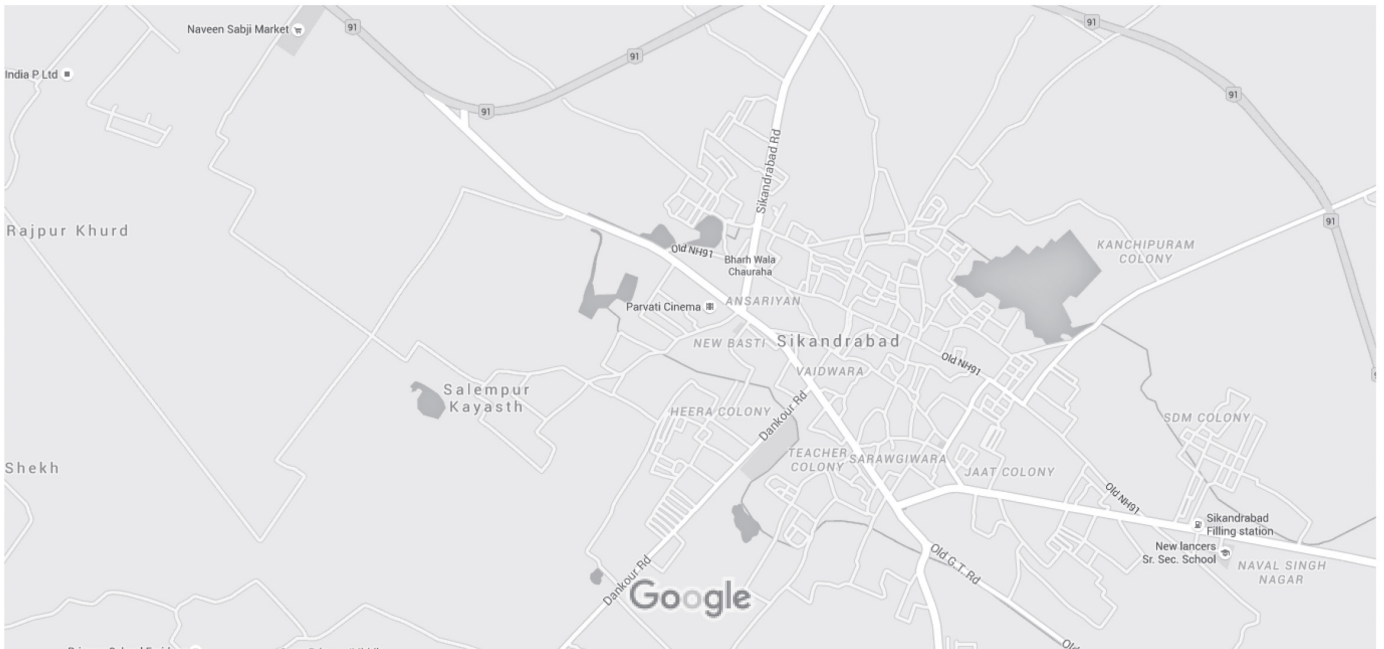 Naveen Sabji Market
91
91
91
91
India P Ltd
91
Sikandrabad Rd
Rajpur Khurd
91
KANCHIPURAM
COLONY
Old NH91
Bharh Wala
Chauraha
Parvati Cinema
ANSARIYAN
NEW BASTI
Sikandrabad
Old NH91
VAIDWARA
Salempur
Kayasth
HEERA COLONY
Dankour Rd
SDM COLONY
Shekh
TEACHER
COLONY
SARAWGIWARA
JAAT COLONY
Old NH91
Sikandrabad
Filling station
New lancers
Sr. Sec. School
NAVAL SINGH
NAGAR
Old G.T. Rd
Dankour Rd
Google
Old